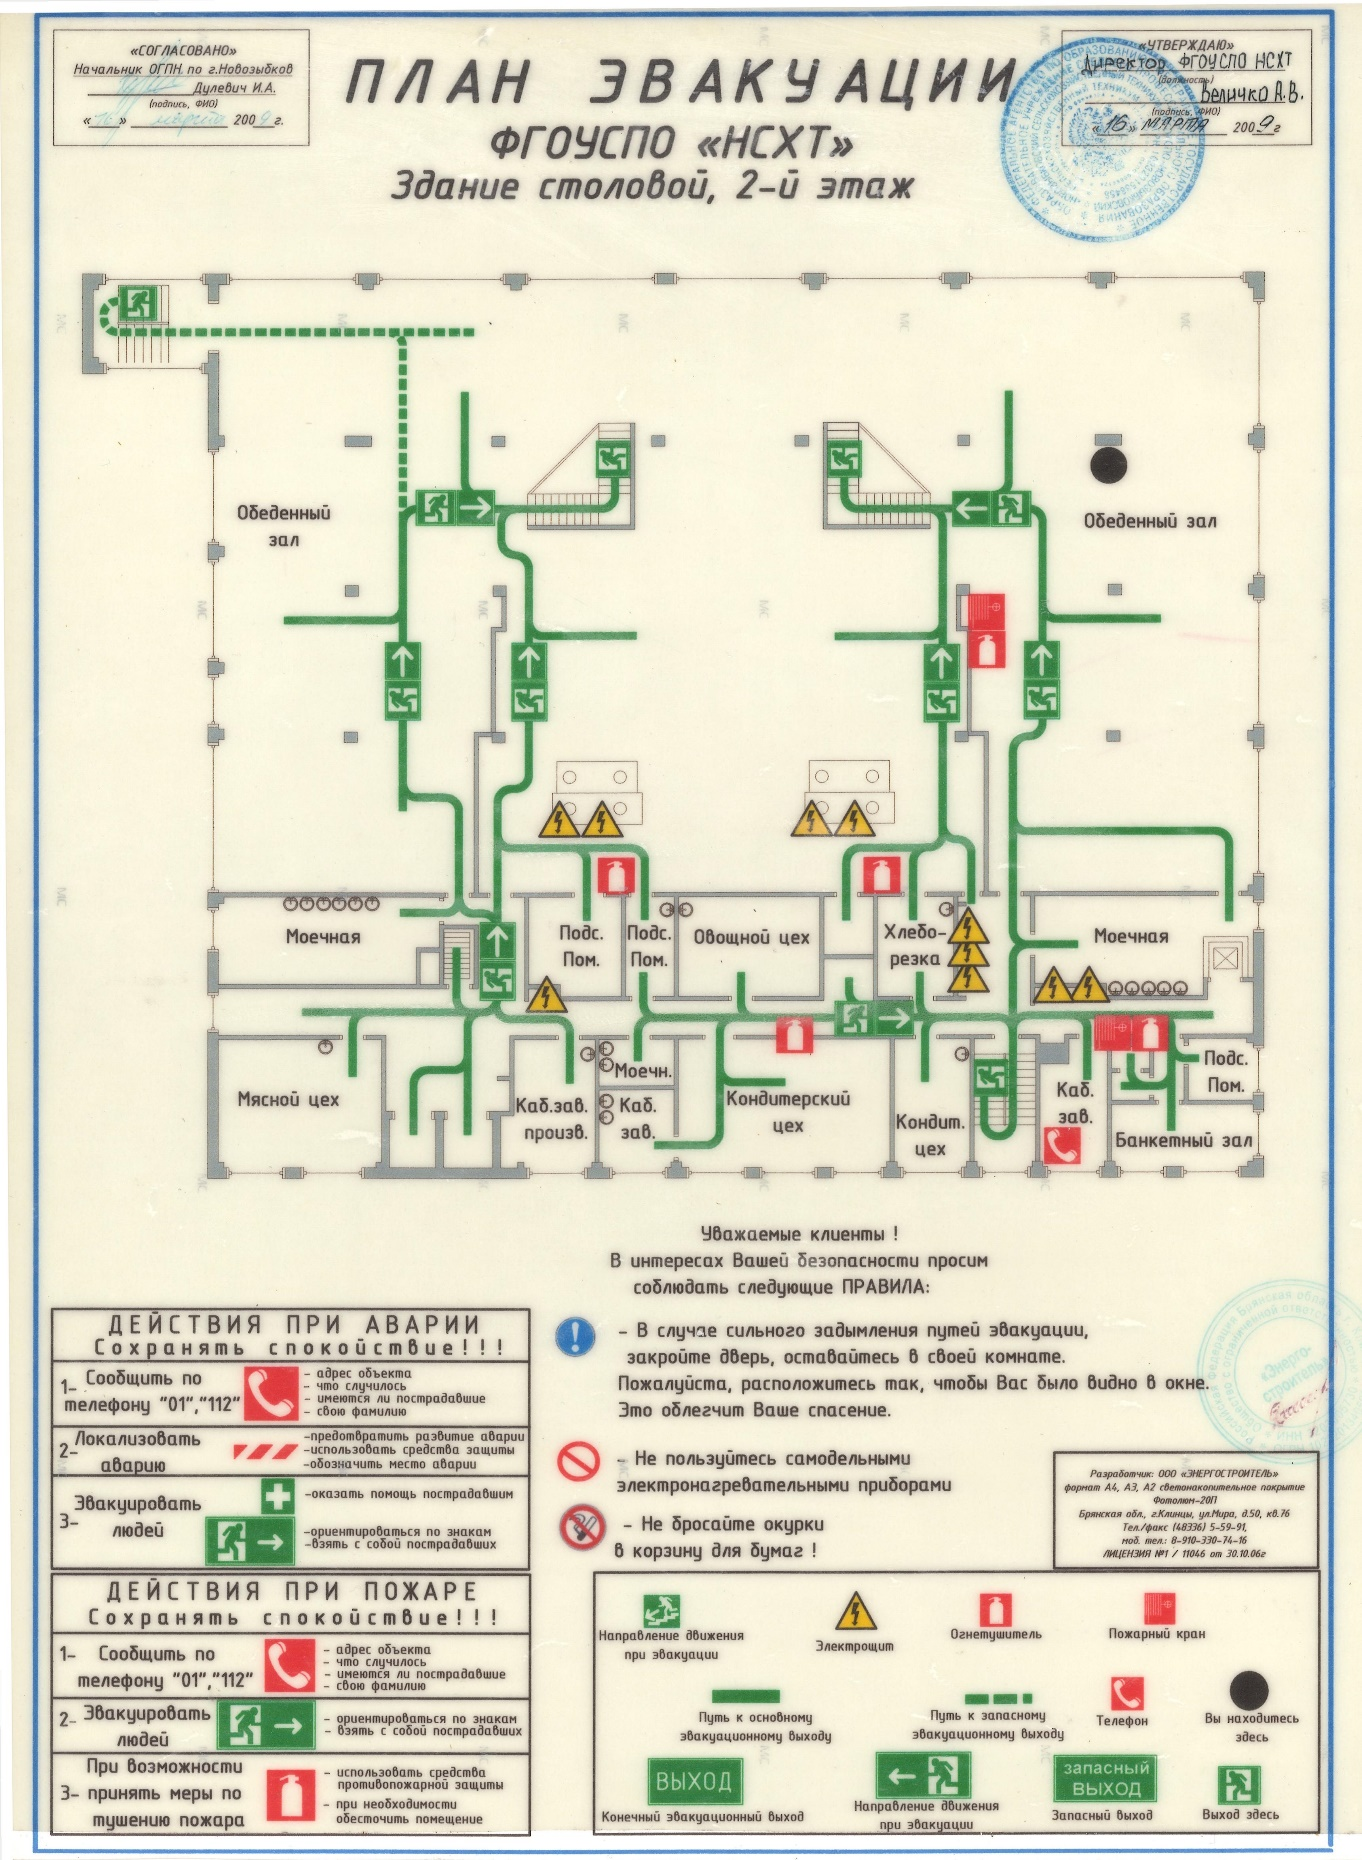 «СОГЛАСОВАНО»
Начальник ОГПН по г.Новозыбков
Дулевич И.А.
(подпись, ФИО)
«16» марта 2009г.
«УТВЕРЖДАЮ»
Директор ФГОУСПО НСХТ
(должность)
Величко А.В.
(подпись, ФИО)
«16» МАРТА 2009г
ПЛАН ЭВАКУАЦИИ
ФГОУСПО «НСХТ»
Здание столовой, 2-й этаж
Обеденный
зал
Обеденный зал
Моечная
Подс.
Пом.
Подс.
Пом.
Овощной цех
Хлебо-
резка
Моечная
Мясной цех
Каб.зав.
произв.
Моечн.
Каб.
зав.
Кондитерский
цех
Кондит.
цех
Каб.
зав.
Подс.
Пом.
Банкетный зал
Уважаемые клиенты !
В интересах Вашей безопасности просим
соблюдать следующие ПРАВИЛА:
- В случае сильного задымления путей эвакуации,
закройте дверь, оставайтесь в своей комнате.
Пожалуйста, расположитесь так, чтобы Вас было видно в окне.
Это облегчит Ваше спасение.
- Не пользуйтесь самодельными
электронагревательными приборами
- Не бросайте окурки
в корзину для бумаг !
ДЕЙСТВИЯ ПРИ АВАРИИ
Сохранять спокойствие!!!
1- Сообщить по
телефону "01","112"
- адрес объекта
- что случилось
- имеются ли пострадавшие
- свою фамилию
2- Локализовать
аварию
-предотвратить развитие аварии
-использовать средства защиты
-обозначить место аварии
3- Эвакуировать
людей
-оказать помощь пострадавшим
-ориентироваться по знакам
-взять с собой пострадавших
ДЕЙСТВИЯ ПРИ ПОЖАРЕ
Сохранять спокойствие!!!
1- Сообщить по
телефону "01","112"
- адрес объекта
- что случилось
- имеются ли пострадавшие
- свою фамилию
2- Эвакуировать
людей
- ориентироваться по знакам
- взять с собой пострадавших
При возможности
3- принять меры по
тушению пожара
- использовать средства
противопожарной защиты
- при необходимости
обесточить помещение
Разработчик: ООО «ЭНЕРГОСТРОИТЕЛЬ»
формат А4, А3, А2 светонакопительное покрытие
Фотолюм-20П
Брянская обл., г.Клинцы, ул.Мира, д.50, кв.76
Тел./факс (48336) 5-59-91,
моб. тел.: 8-910-330-74-16
ЛИЦЕНЗИЯ №1 / 11046 от 30.10.06г
Направление движения
при эвакуации
Электрощит
Огнетушитель
Пожарный кран
Путь к основному
эвакуационному выходу
Путь к запасному
эвакуационному выходу
Телефон
Вы находитесь
здесь
ВЫХОД
Конечный эвакуационный выход
Направление движения
при эвакуации
запасный
ВЫХОД
Запасный выход
Выход здесь
«Энерго-
строитель»